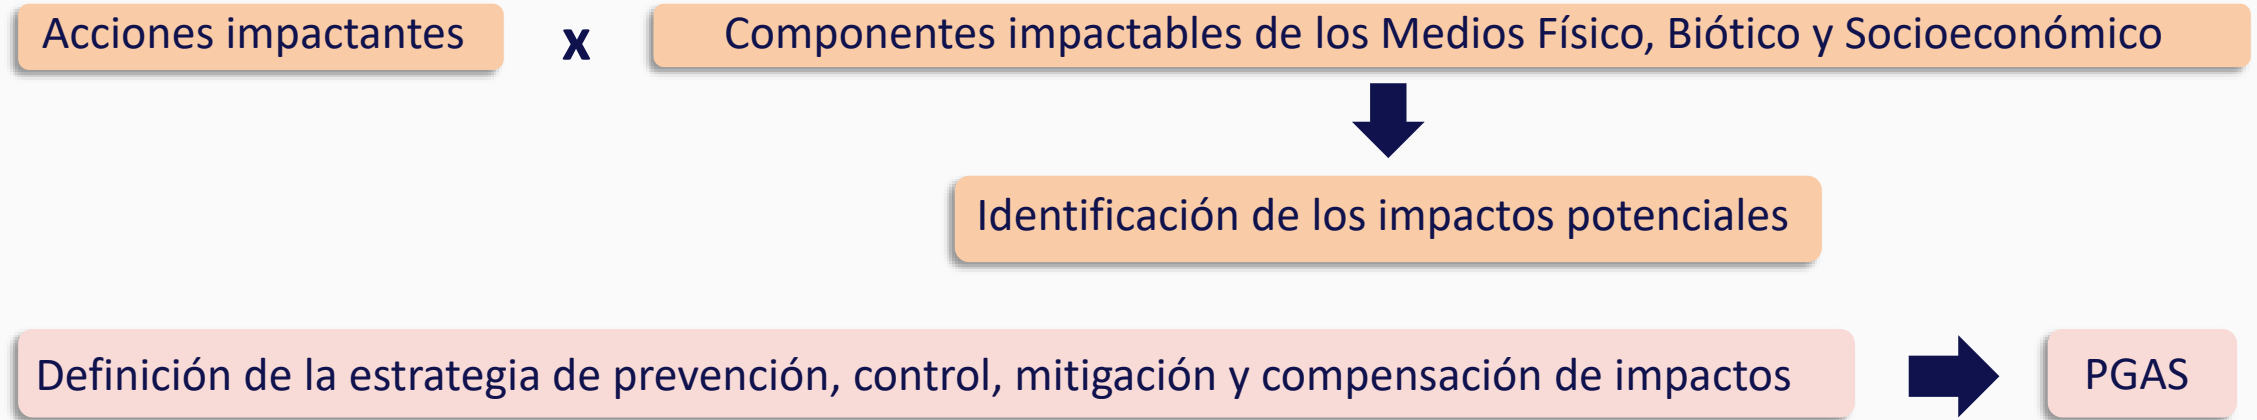 Acciones impactantes x Componentes impactables de los Medios Físico, Biótico y Socioeconómico
Identificación de los impactos potenciales
Definición de la estrategia de prevención, control, mitigación y compensación de impactos PGAS